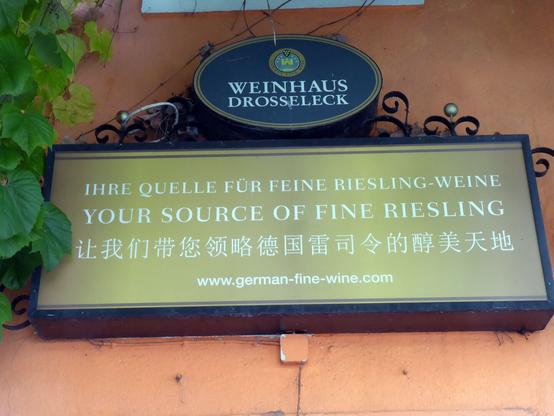 WEINHAUS
DROSSELECK
IHRE QUELLE FÜR FEINE RIESLING-WEINE
YOUR SOURCE OF FINE RIESLING
让我们带您领略德国雷司令的醇美天地
www.german-fine-wine.com